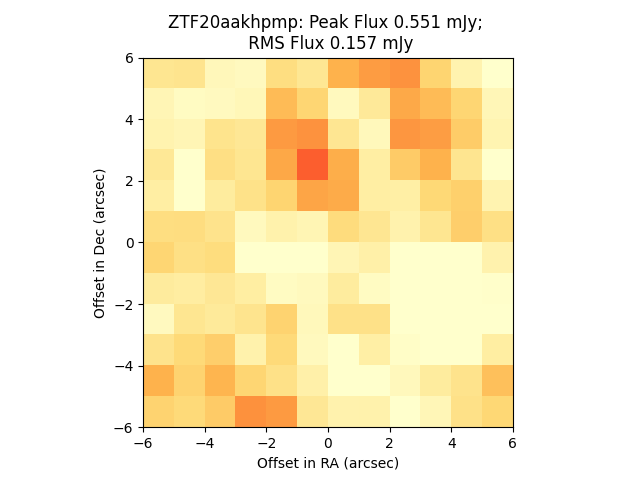 ZTF20aakhpmp: Peak Flux 0.551 mJy;
RMS Flux 0.157 mJy
6
4
2
0
−2
−4
−6
Offset in Dec (arcsec)
−6 −4 −2 0 2 4 6
Offset in RA (arcsec)